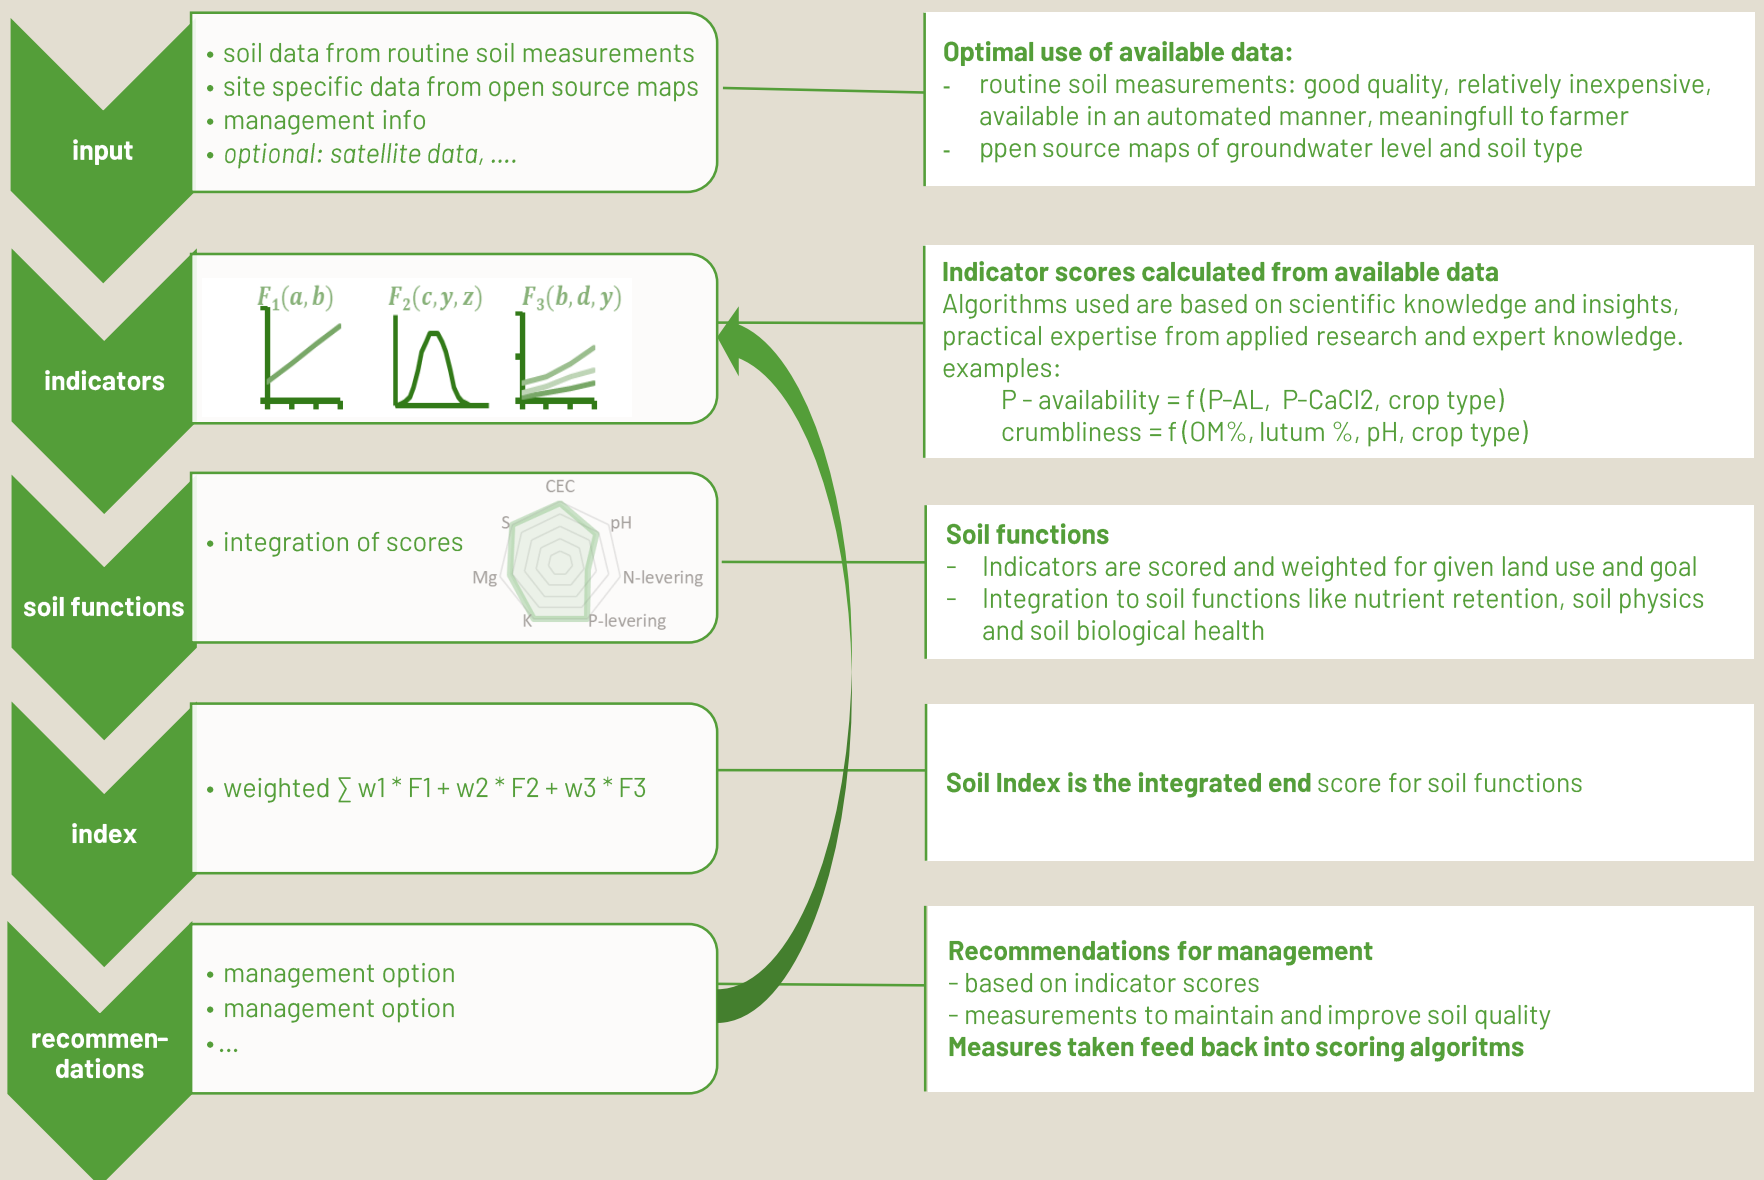 input
• soil data from routine soil measurements
• site specific data from open source maps
• management info
• optional: satellite data, ....
Optimal use of available data:
- routine soil measurements: good quality, relatively inexpensive,
available in an automated manner, meaningfull to farmer
- ppen source maps of groundwater level and soil type
indicators
F1(a,b) F2(c,y,z) F3(b,d,y)
Indicator scores calculated from available data
Algorithms used are based on scientific knowledge and insights,
practical expertise from applied research and expert knowledge.
examples:
P - availability = f (P-AL, P-CaCl2, crop type)
crumbliness = f (OM%, lutum %, pH, crop type)
soil functions
• integration of scores
CEC
S pH
Mg N-levering
K P-levering
Soil functions
- Indicators are scored and weighted for given land use and goal
- Integration to soil functions like nutrient retention, soil physics
and soil biological health
index
• weighted ∑ w1 * F1 + w2 * F2 + w3 * F3
Soil Index is the integrated end score for soil functions
recommen-
dations
• management option
• management option
• ...
Recommendations for management
- based on indicator scores
- measurements to maintain and improve soil quality
Measures taken feed back into scoring algoritms